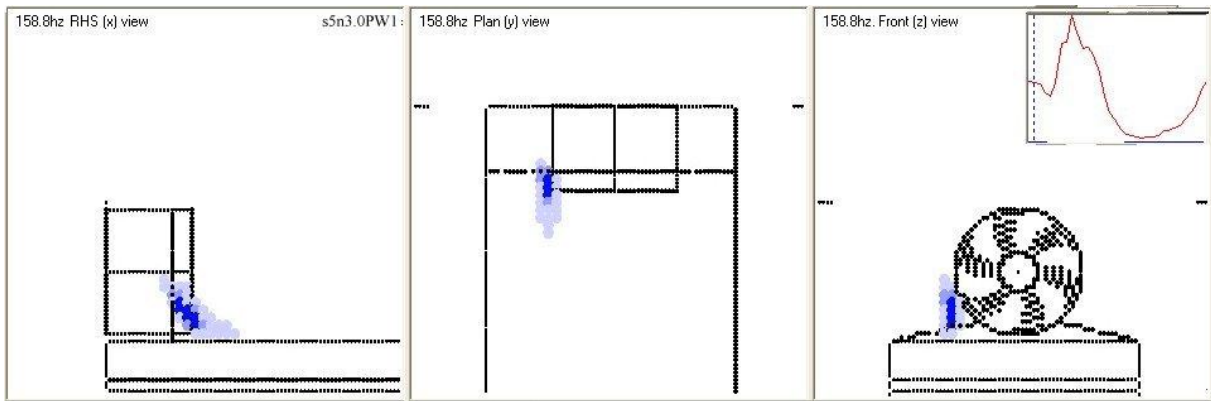 158.8hz RHS (x) view
s5n3.0PW1
158.8hz Plan (y) view
158.8hz. Front (z) view